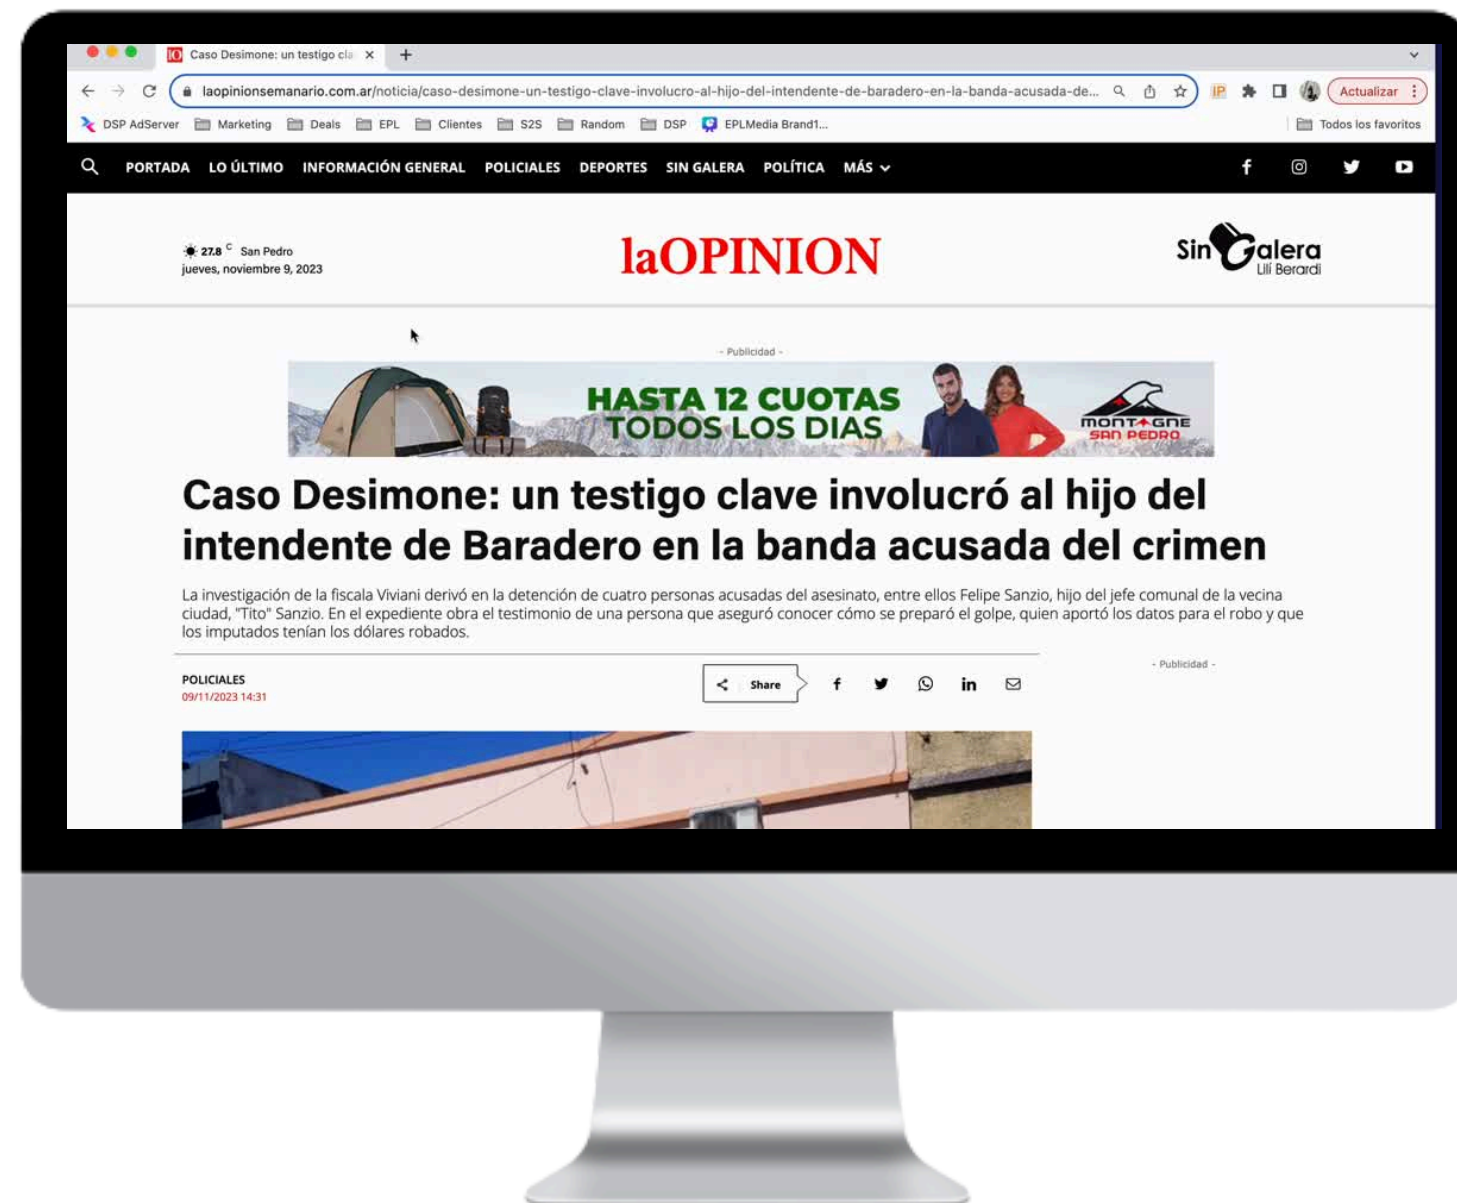 Caso Desimone: un testigo cla
laopinionsemanario.com.ar/noticia/caso-desimone-un-testigo-clave-involucro-al-hijo-del-intendente-de-baradero-en-la-banda-acusada-de...
IP
Actualizar
DSP AdServer Marketing Deals EPL Clientes S2S Random DSP EPLMedia Brand1... Todos los favoritos
PORTADA LO ÚLTIMO INFORMACIÓN GENERAL POLICIALES DEPORTES SIN GALERA POLÍTICA MÁS
27.8 C San Pedro
jueves, noviembre 9, 2023
laOPINION
Sin Galera
Lilí Berardi
- Publicidad -
HASTA 12 CUOTAS
TODOS LOS DIAS
MONTAGNE
SAN PEDRO
Caso Desimone: un testigo clave involucró al hijo del
intendente de Baradero en la banda acusada del crimen
La investigación de la fiscala Viviani derivó en la detención de cuatro personas acusadas del asesinato, entre ellos Felipe Sanzio, hijo del jefe comunal de la vecina
ciudad, "Tito" Sanzio. En el expediente obra el testimonio de una persona que aseguró conocer cómo se preparó el golpe, quien aportó los datos para el robo y que
los imputados tenían los dólares robados.
- Publicidad -
POLICIALES
09/11/2023 14:31
Share